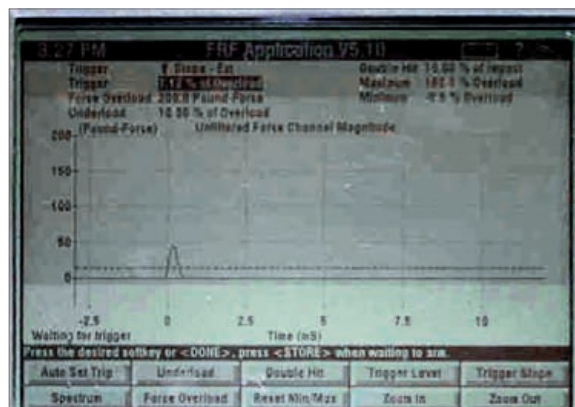 8:27 PM FRF Application V5.10 ?
Trigger Slope - Ext Double Hit 10.00 % of Impact
Trigger % of Overload Maximum % Overload
Force Overload 200.0 Pound-Force Minimum % Overload
Underload 10.00 % of Overload
200 (Pound-Force) Unfiltered Force Channel Magnitude
150
100
50
0
-2.5 0 2.5 5 7.5 10
Waiting for trigger Time (mS)
Press the desired softkey or <DONE>, press <STORE> when waiting to arm.
Auto Set Trip Underload Double Hit Trigger Level Trigger Slope
Spectrum Force Overload Reset Min/Max Zoom In Zoom Out